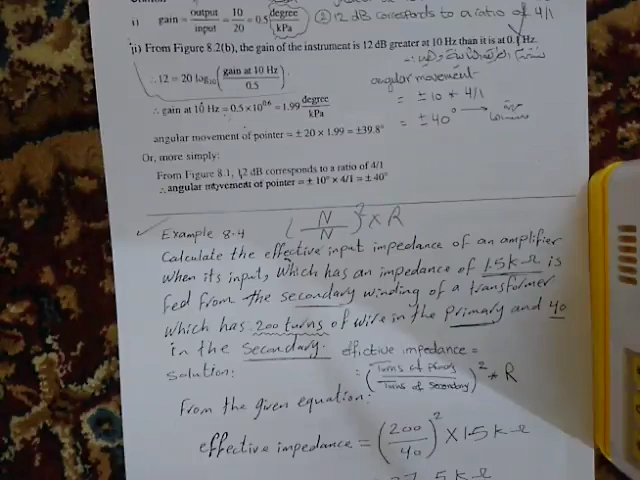 i) gain = output/input = 10/20 = 0.5 degree/kPa
② 12 dB corresponds to a ratio of 4/1
ii) From Figure 8.2(b), the gain of the instrument is 12 dB greater at 10 Hz than it is at 0.1 Hz.
∴ 12 = 20 log₁₀ (gain at 10 Hz/0.5)
angular movement
= ±10 * 4/1
= ±40°
∴ gain at 10 Hz = 0.5 x 10^0.6 = 1.99 degree/kPa
angular movement of pointer = ± 20 x 1.99 = ±39.8°
Or, more simply:
From Figure 8.1, 12 dB corresponds to a ratio of 4/1
∴ angular movement of pointer = ± 10° x 4/1 = ± 40°
(N/N)² x R
Example 8.4
Calculate the effective input impedance of an amplifier
when its input, which has an impedance of 1.5 k Ω is
fed from the secondary winding of a transformer
which has 200 turns of wire in the primary and 40
in the secondary.
effictive impedance =
solution:
= (Turns of /Turns of secondary)² * R
From the given equation:
effective impedance = (200/40)² x 1.5 k Ω